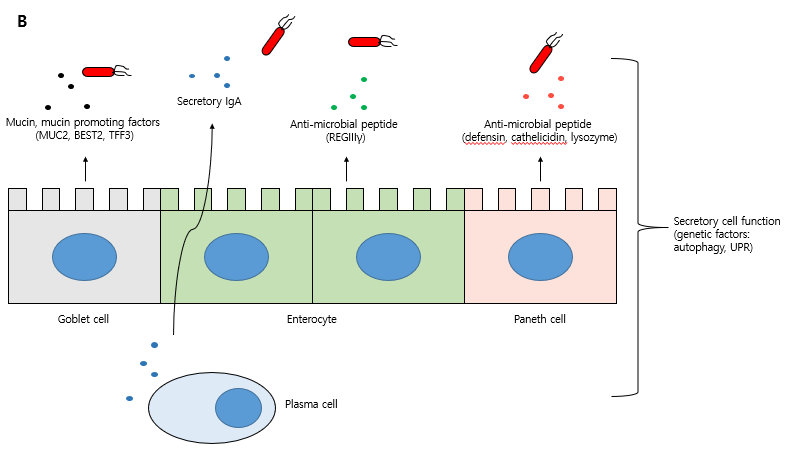 B
Mucin, mucin promoting factors
(MUC2, BEST2, TFF3)
Secretory IgA
Anti-microbial peptide
(REGIIIγ)
Anti-microbial peptide
(defensin, cathelicidin, lysozyme)
Secretory cell function
(genetic factors:
autophagy, UPR)
Goblet cell
Enterocyte
Paneth cell
Plasma cell